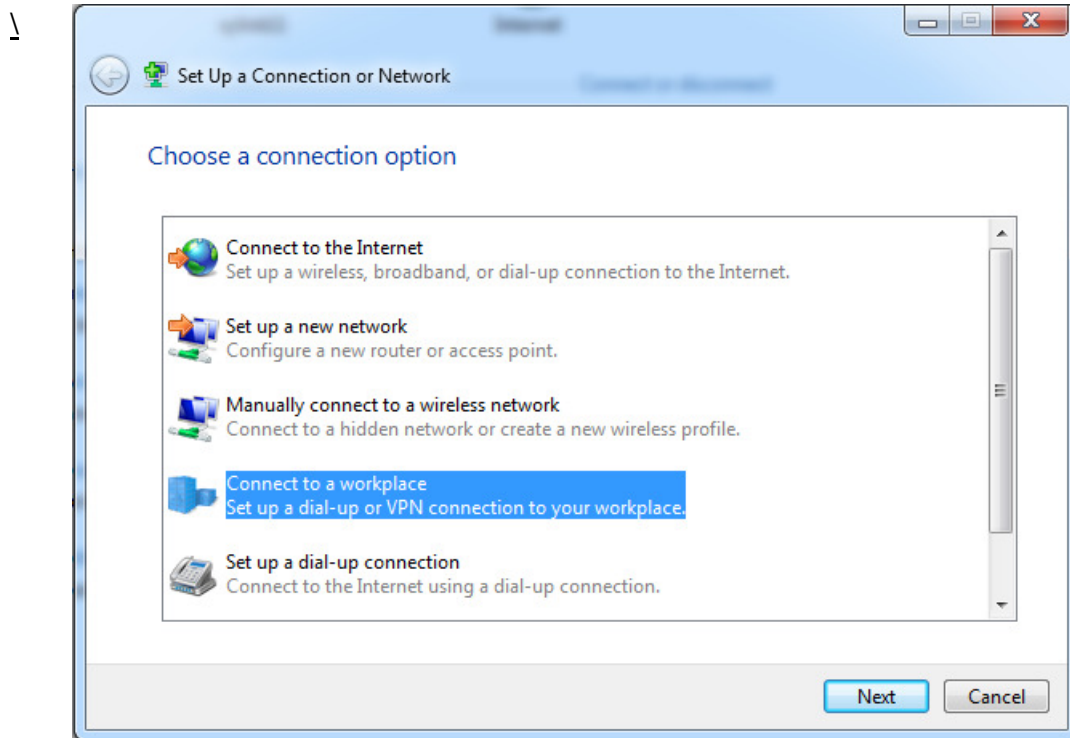 \
Set Up a Connection or Network
Choose a connection option
Connect to the Internet
Set up a wireless, broadband, or dial-up connection to the Internet.
Set up a new network
Configure a new router or access point.
Manually connect to a wireless network
Connect to a hidden network or create a new wireless profile.
Connect to a workplace
Set up a dial-up or VPN connection to your workplace.
Set up a dial-up connection
Connect to the Internet using a dial-up connection.
Next Cancel